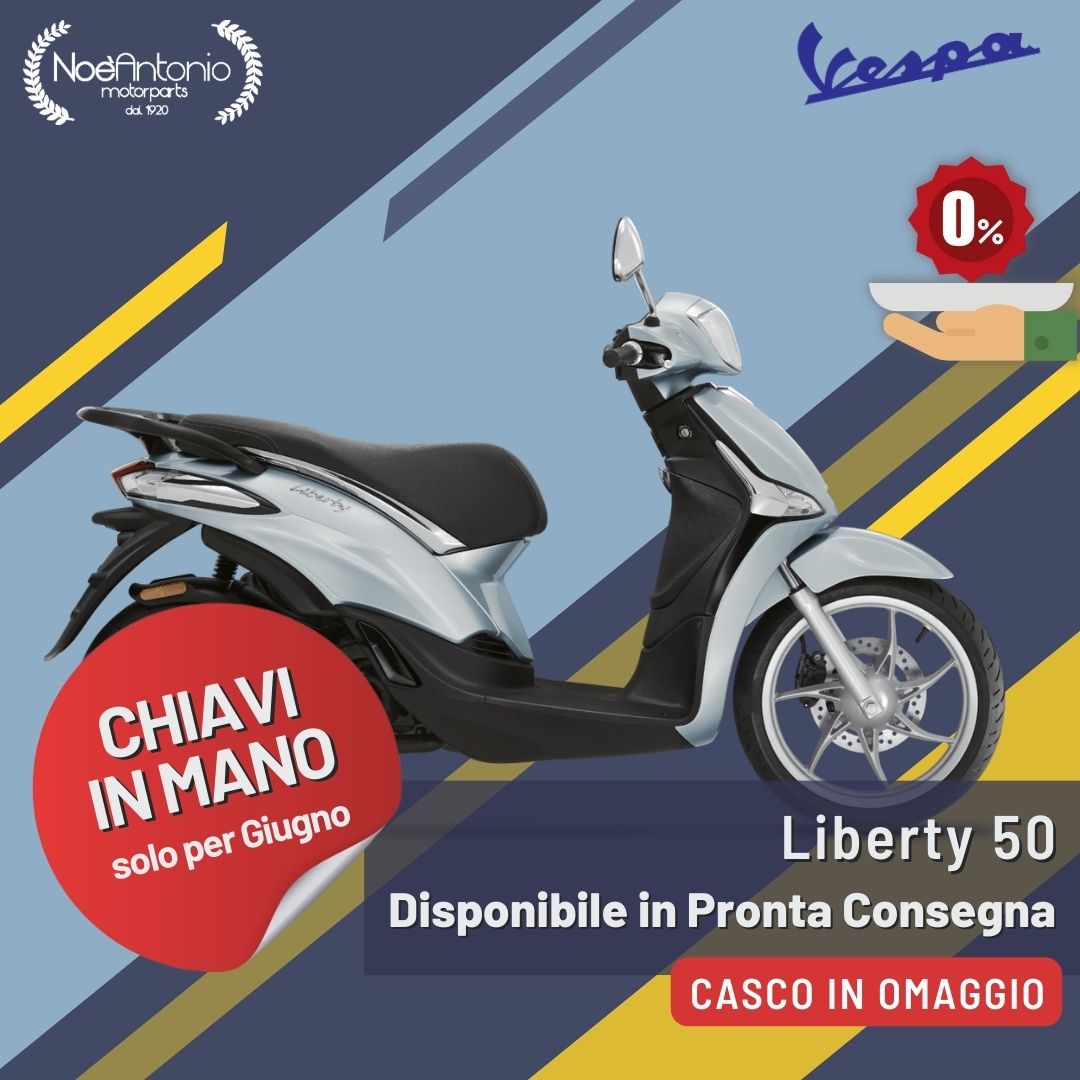 NoèAntonio
motorparts
dal 1920
Vespa
0%
Liberty
CHIAVI
IN MANO
solo per Giugno
Liberty 50
Disponibile in Pronta Consegna
CASCO IN OMAGGIO